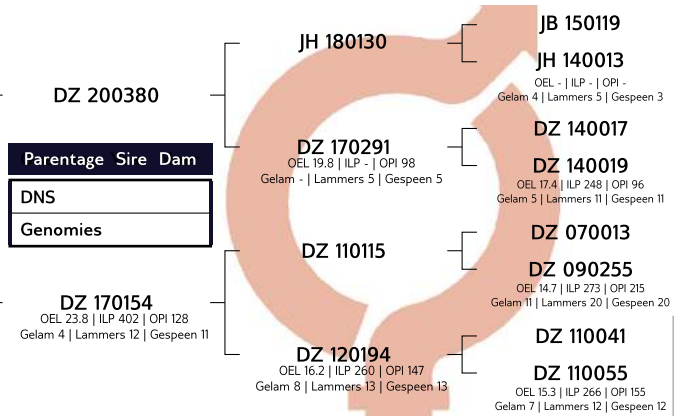 DZ 200380
Parentage Sire Dam
DNS
Genomies
DZ 170154
OEL 23.8 | ILP 402 | OPI 128
Gelam 4 | Lammers 12 | Gespeen 11
JH 180130
DZ 170291
OEL 19.8 | ILP - | OPI 98
Gelam - | Lammers 5 | Gespeen 5
DZ 110115
DZ 120194
OEL 16.2 | ILP 260 | OPI 147
Gelam 8 | Lammers 13 | Gespeen 13
JB 150119
JH 140013
OEL - | ILP - | OPI -
Gelam 4 | Lammers 5 | Gespeen 3
DZ 140017
DZ 140019
OEL 17.4 | ILP 248 | OPI 96
Gelam 5 | Lammers 11 | Gespeen 11
DZ 070013
DZ 090255
OEL 14.7 | ILP 273 | OPI 215
Gelam 11 | Lammers 20 | Gespeen 20
DZ 110041
DZ 110055
OEL 15.3 | ILP 266 | OPI 155
Gelam 7 | Lammers 12 | Gespeen 12